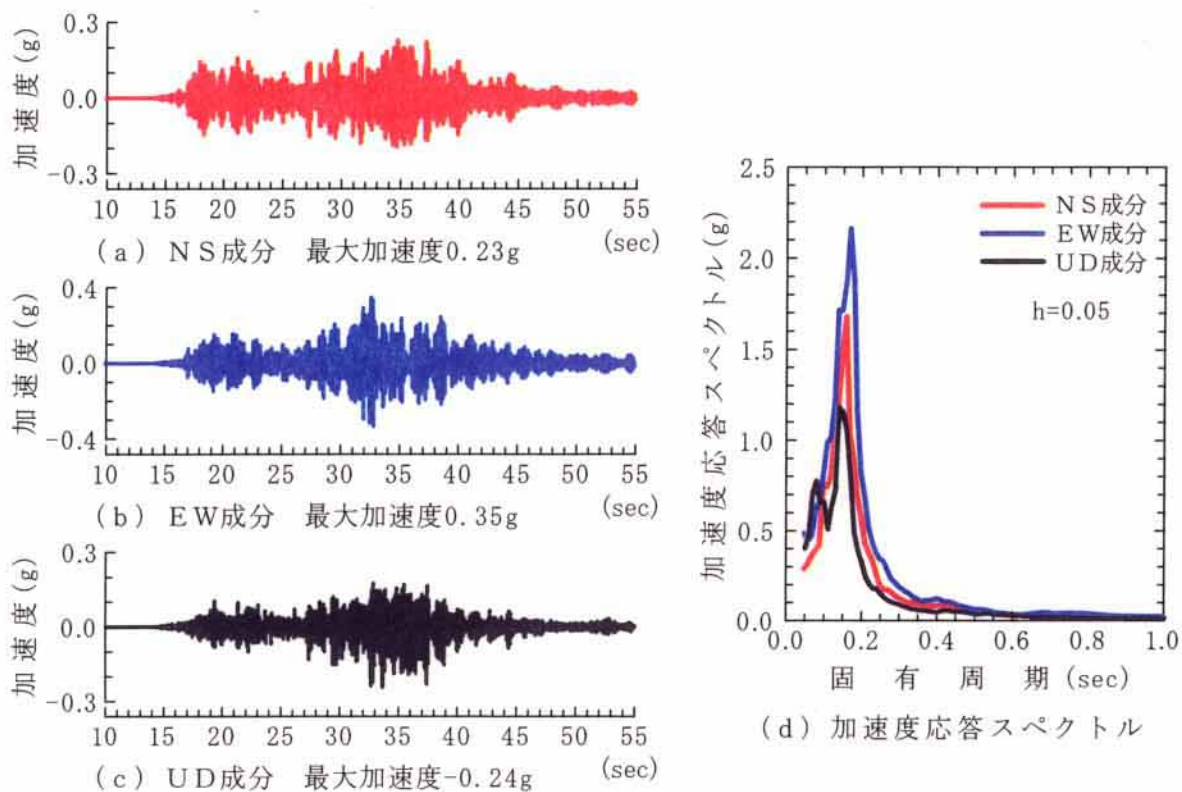 加速度(g)
0.3
0.0
-0.3
10 15 20 25 30 35 40 45 50 55
(a) NS成分 最大加速度0.23g (sec)
加速度(g)
0.4
0.0
-0.4
10 15 20 25 30 35 40 45 50 55
(b) EW成分 最大加速度0.35g (sec)
加速度(g)
0.3
0.0
-0.3
10 15 20 25 30 35 40 45 50 55
(c) UD成分 最大加速度-0.24g (sec)
加速度応答スペクトル(g)
2.5
2.0
1.5
1.0
0.5
0.0
NS成分
EW成分
UD成分
h=0.05
0.0 0.2 0.4 0.6 0.8 1.0
固有周期(sec)
(d) 加速度応答スペクトル